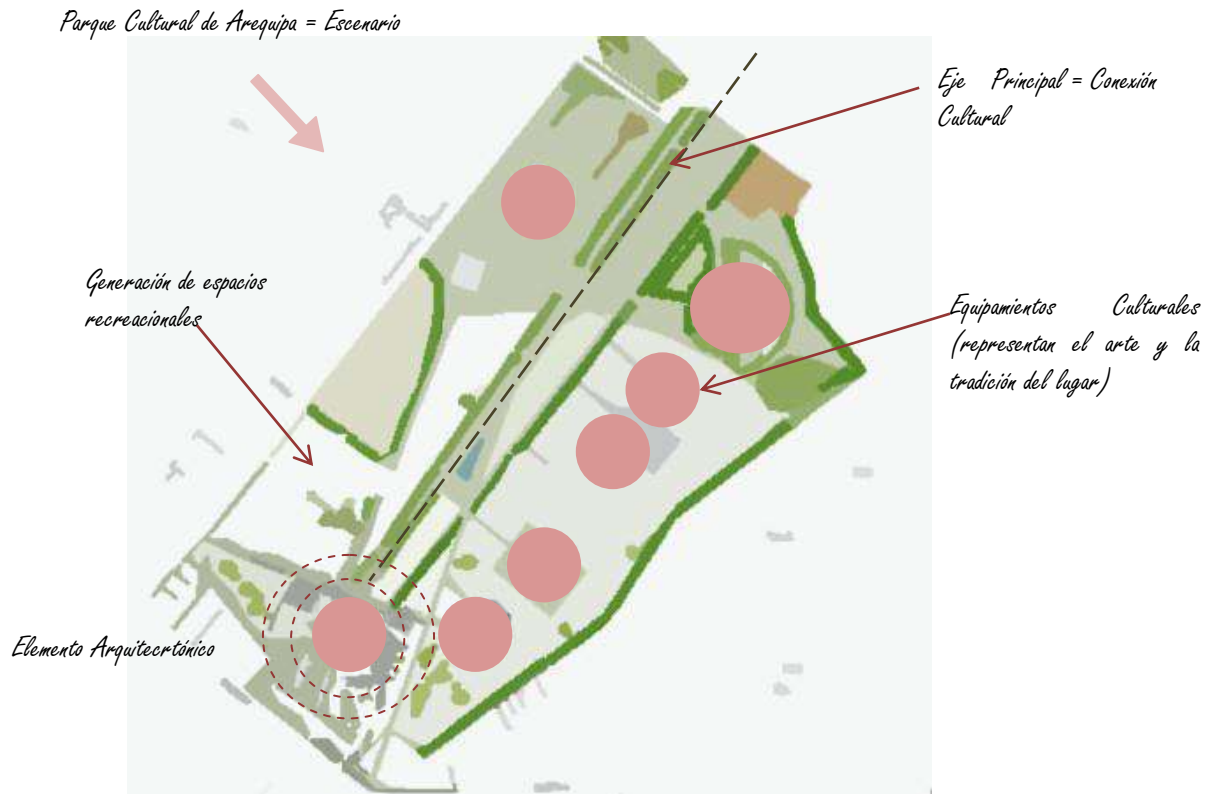 Parque Cultural de Arequipa = Escenario
Eje Principal = Conexión
Cultural
Generación de espacios
recreacionales
Equipamientos Culturales
(representan el arte y la
tradición del lugar)
Elemento Arquitecrtónico